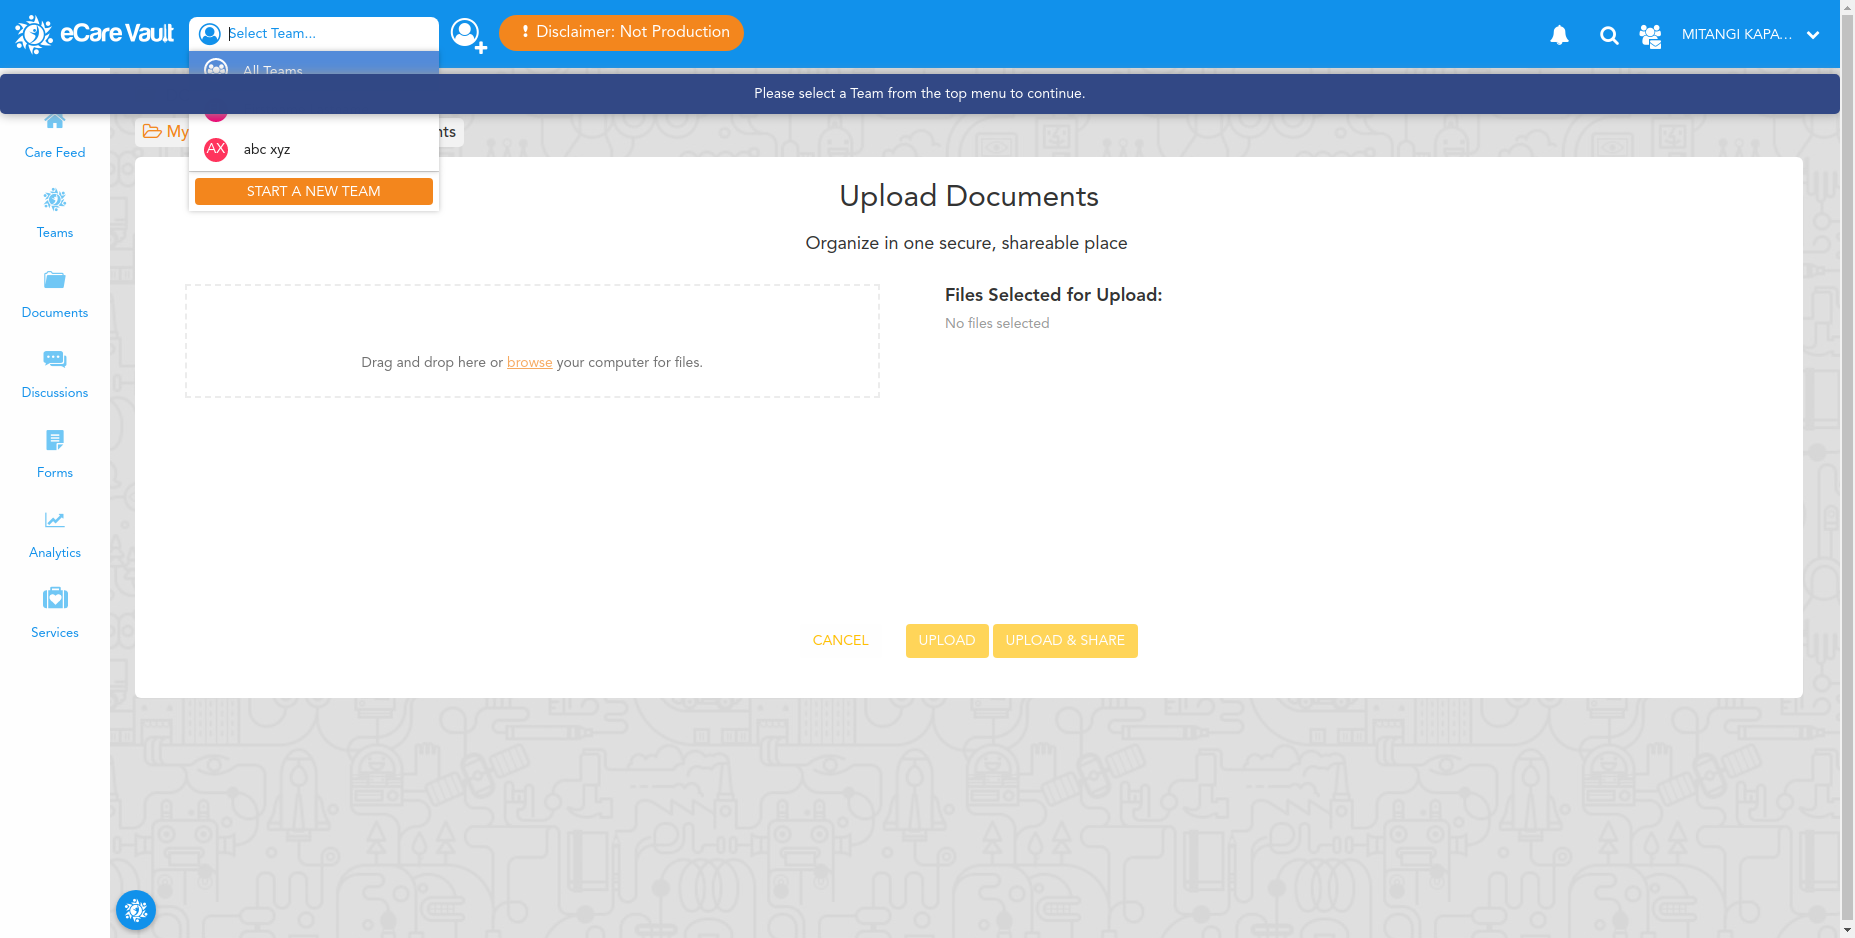 eCare Vault
Select Team...
Disclaimer: Not Production
MITANGI KAPA...
All Teams
Please select a Team from the top menu to continue.
My
nts
AX abc xyz
START A NEW TEAM
Care Feed
Teams
Documents
Discussions
Forms
Analytics
Services
Upload Documents
Organize in one secure, shareable place
Drag and drop here or browse your computer for files.
Files Selected for Upload:
No files selected
CANCEL
UPLOAD
UPLOAD & SHARE